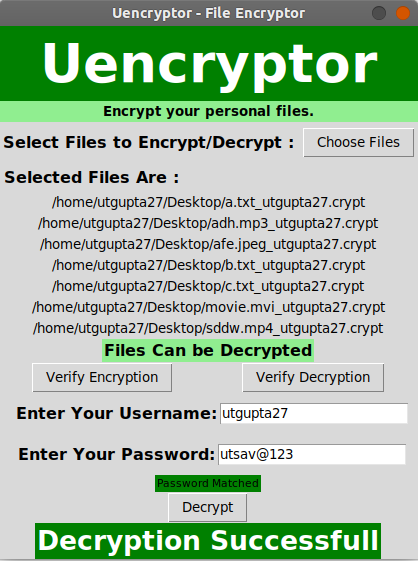 Uencryptor - File Encryptor
Uencryptor
Encrypt your personal files.
Select Files to Encrypt/Decrypt : Choose Files
Selected Files Are :
/home/utgupta27/Desktop/a.txt_utgupta27.crypt
/home/utgupta27/Desktop/adh.mp3_utgupta27.crypt
/home/utgupta27/Desktop/afe.jpeg_utgupta27.crypt
/home/utgupta27/Desktop/b.txt_utgupta27.crypt
/home/utgupta27/Desktop/c.txt_utgupta27.crypt
/home/utgupta27/Desktop/movie.mvi_utgupta27.crypt
/home/utgupta27/Desktop/sddw.mp4_utgupta27.crypt
Files Can be Decrypted
Verify Encryption Verify Decryption
Enter Your Username: utgupta27
Enter Your Password: utsav@123
Password Matched
Decrypt
Decryption Successfull